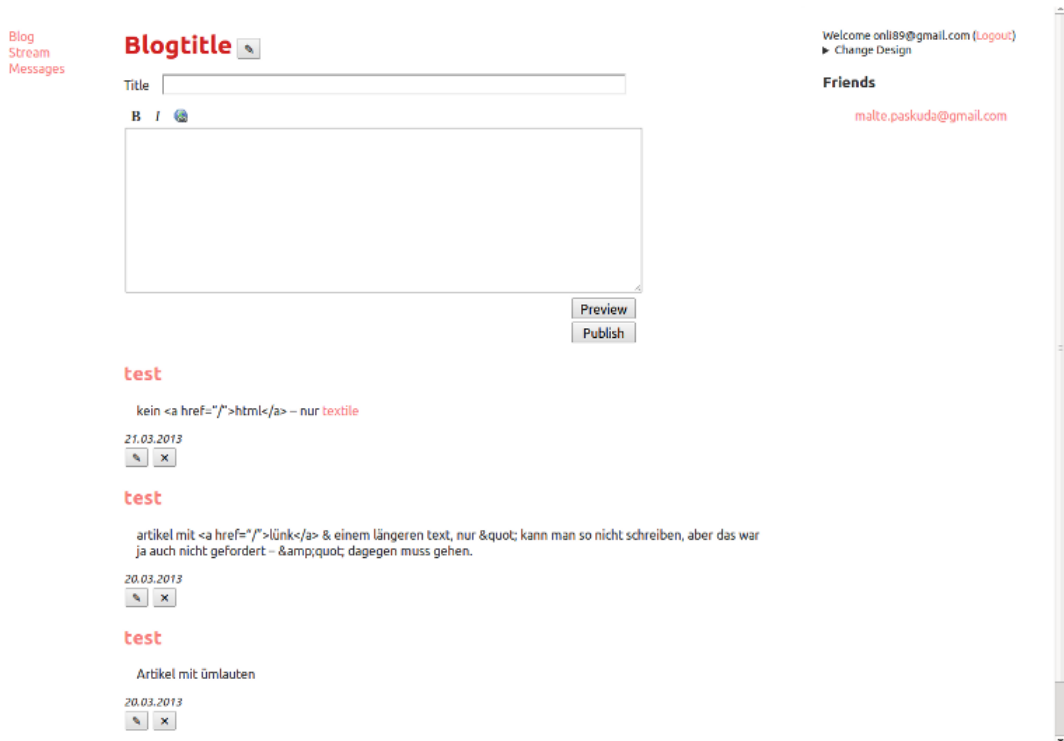 Blog
Stream
Messages
Blogtitle
Title
B I
Preview
Publish
test
kein <a href="/">html</a> – nur textile
21.03.2013
test
artikel mit <a href="/">lünk</a> & einem längeren text, nur &quot; kann man so nicht schreiben, aber das war
ja auch nicht gefordert – &amp;quot; dagegen muss gehen.
20.03.2013
test
Artikel mit ümlauten
20.03.2013
Welcome onli89@gmail.com (Logout)
▶ Change Design
Friends
malte.paskuda@gmail.com